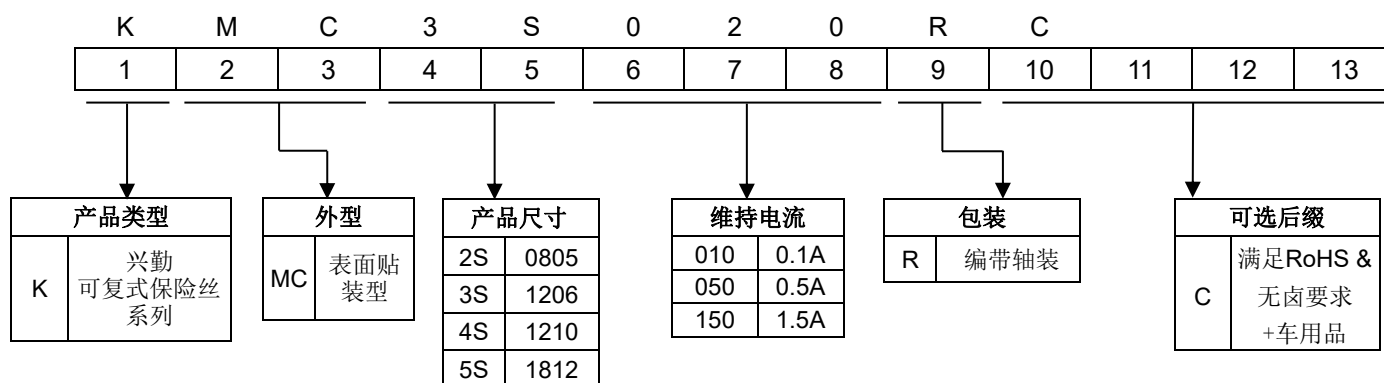 K M C 3 S 0 2 0 R C
1 2 3 4 5 6 7 8 9 10 11 12 13
产品类型
K
兴勤
可复式保险丝
系列
外型
MC
表面贴
装型
产品尺寸
2S 0805
3S 1206
4S 1210
5S 1812
维持电流
010 0.1A
050 0.5A
150 1.5A
包装
R 编带轴装
可选后缀
C
满足RoHS &
无卤要求
+车用品